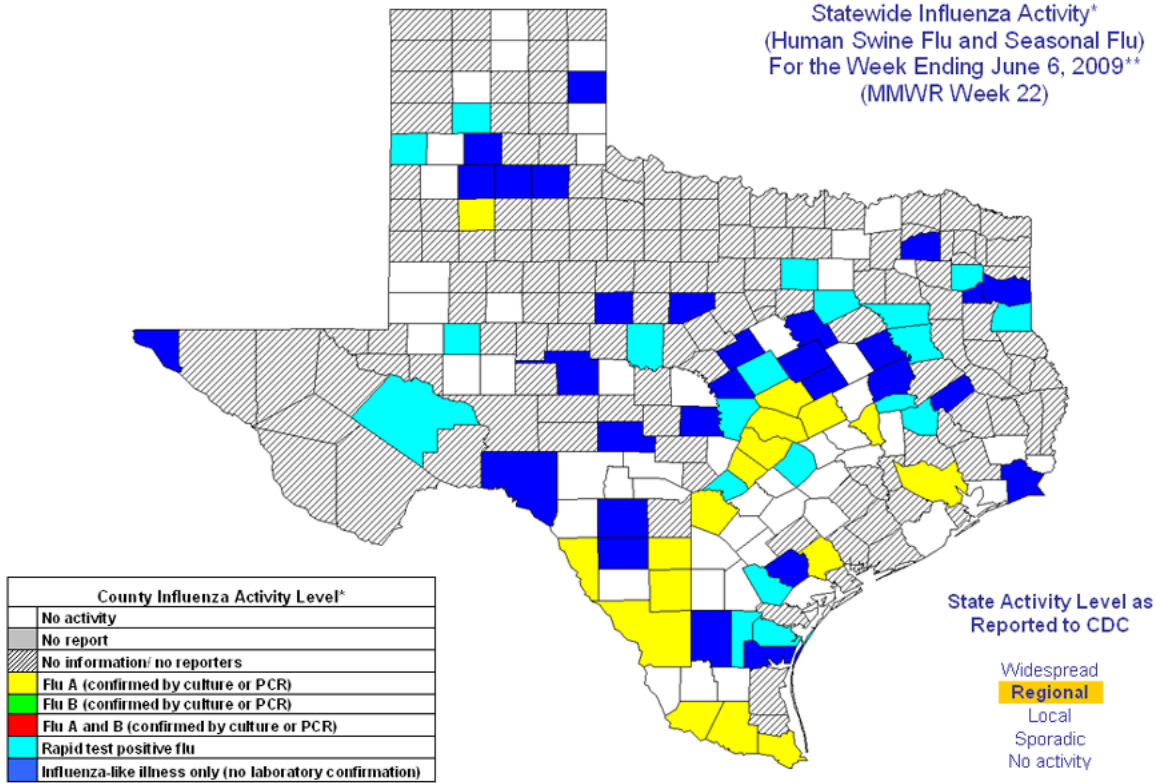 Statewide Influenza Activity*
(Human Swine Flu and Seasonal Flu)
For the Week Ending June 6, 2009**
(MMWR Week 22)
County Influenza Activity Level*
No activity
No report
No information/ no reporters
Flu A (confirmed by culture or PCR)
Flu B (confirmed by culture or PCR)
Flu A and B (confirmed by culture or PCR)
Rapid test positive flu
Influenza-like illness only (no laboratory confirmation)
State Activity Level as
Reported to CDC
Widespread
Regional
Local
Sporadic
No activity